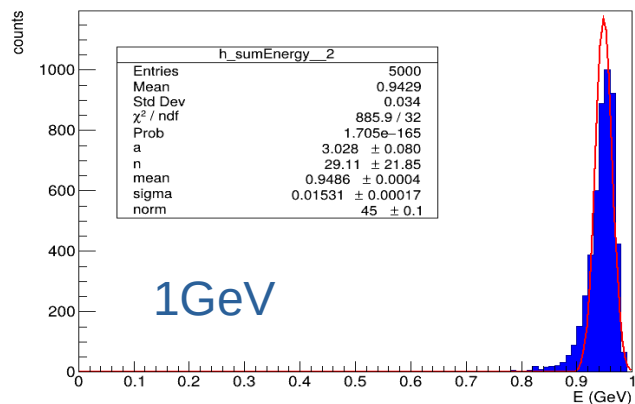 counts
h_sumEnergy__2
Entries 5000
Mean 0.9429
Std Dev 0.034
χ² / ndf 885.9 / 32
Prob 1.705e−165
a 3.028 ± 0.080
n 29.11 ± 21.85
mean 0.9486 ± 0.0004
sigma 0.01531 ± 0.00017
norm 45 ± 0.1
1000
800
600
400
200
0
1GeV
0 0.1 0.2 0.3 0.4 0.5 0.6 0.7 0.8 0.9 1
E (GeV)